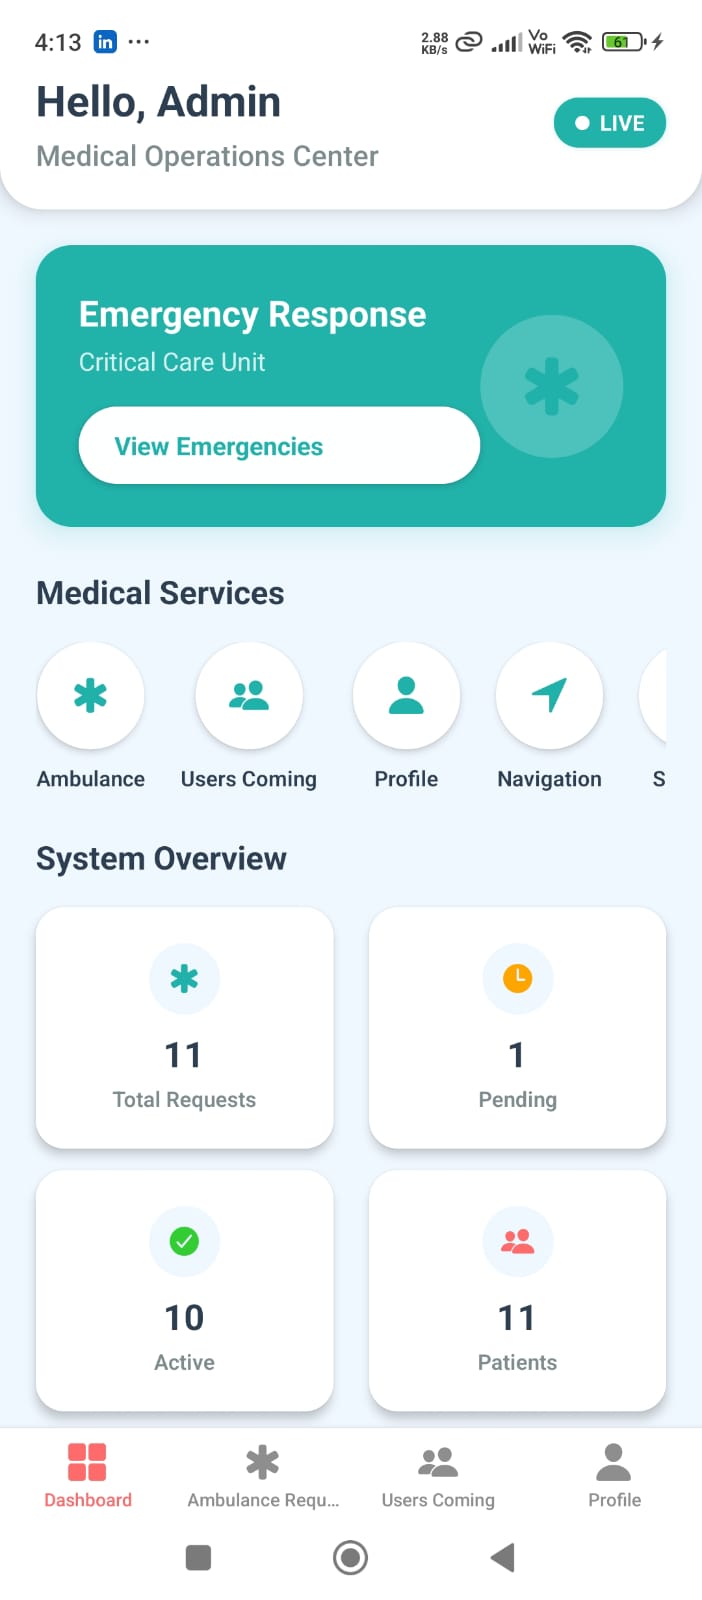 4:13 in ...
2.88 KB/s Vo WiFi 61
Hello, Admin
LIVE
Medical Operations Center
Emergency Response
Critical Care Unit
View Emergencies
Medical Services
Ambulance Users Coming Profile Navigation S
System Overview
11 1
Total Requests Pending
10 11
Active Patients
Dashboard Ambulance Requ... Users Coming Profile